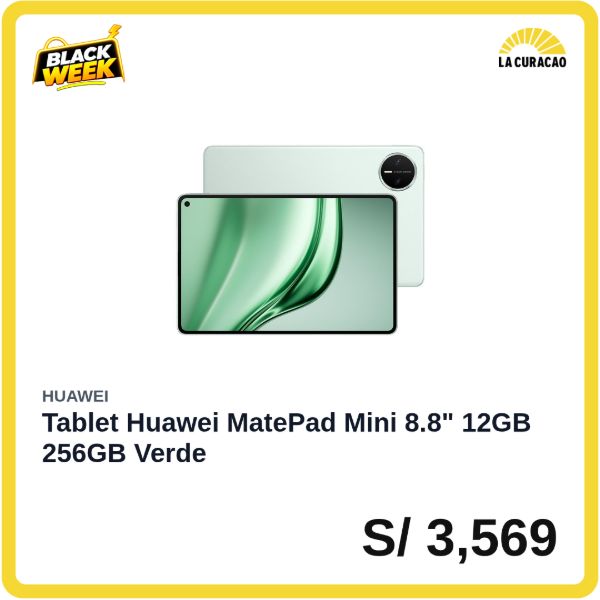 BLACK
WEEK
LA CURACAO
HUAWEI
Tablet Huawei MatePad Mini 8.8" 12GB
256GB Verde
S/ 3,569